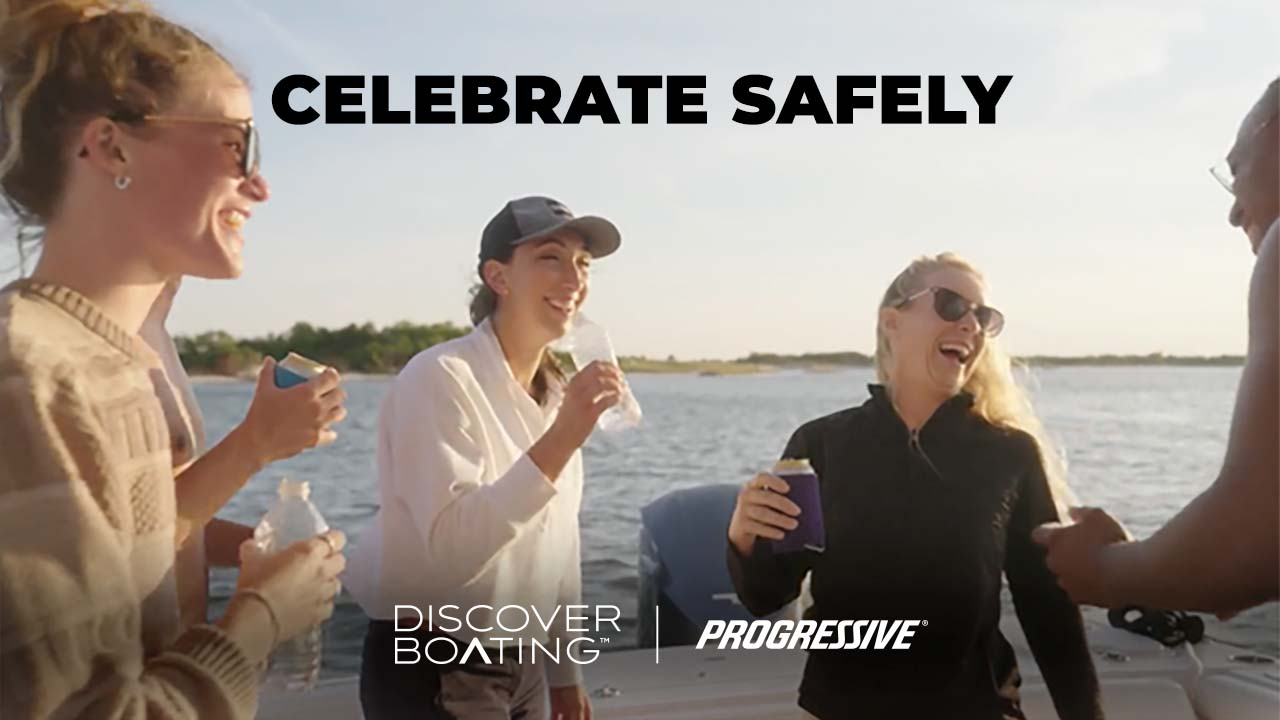 CELEBRATE SAFELY
DISCOVER
BOATING™
PROGRESSIVE®